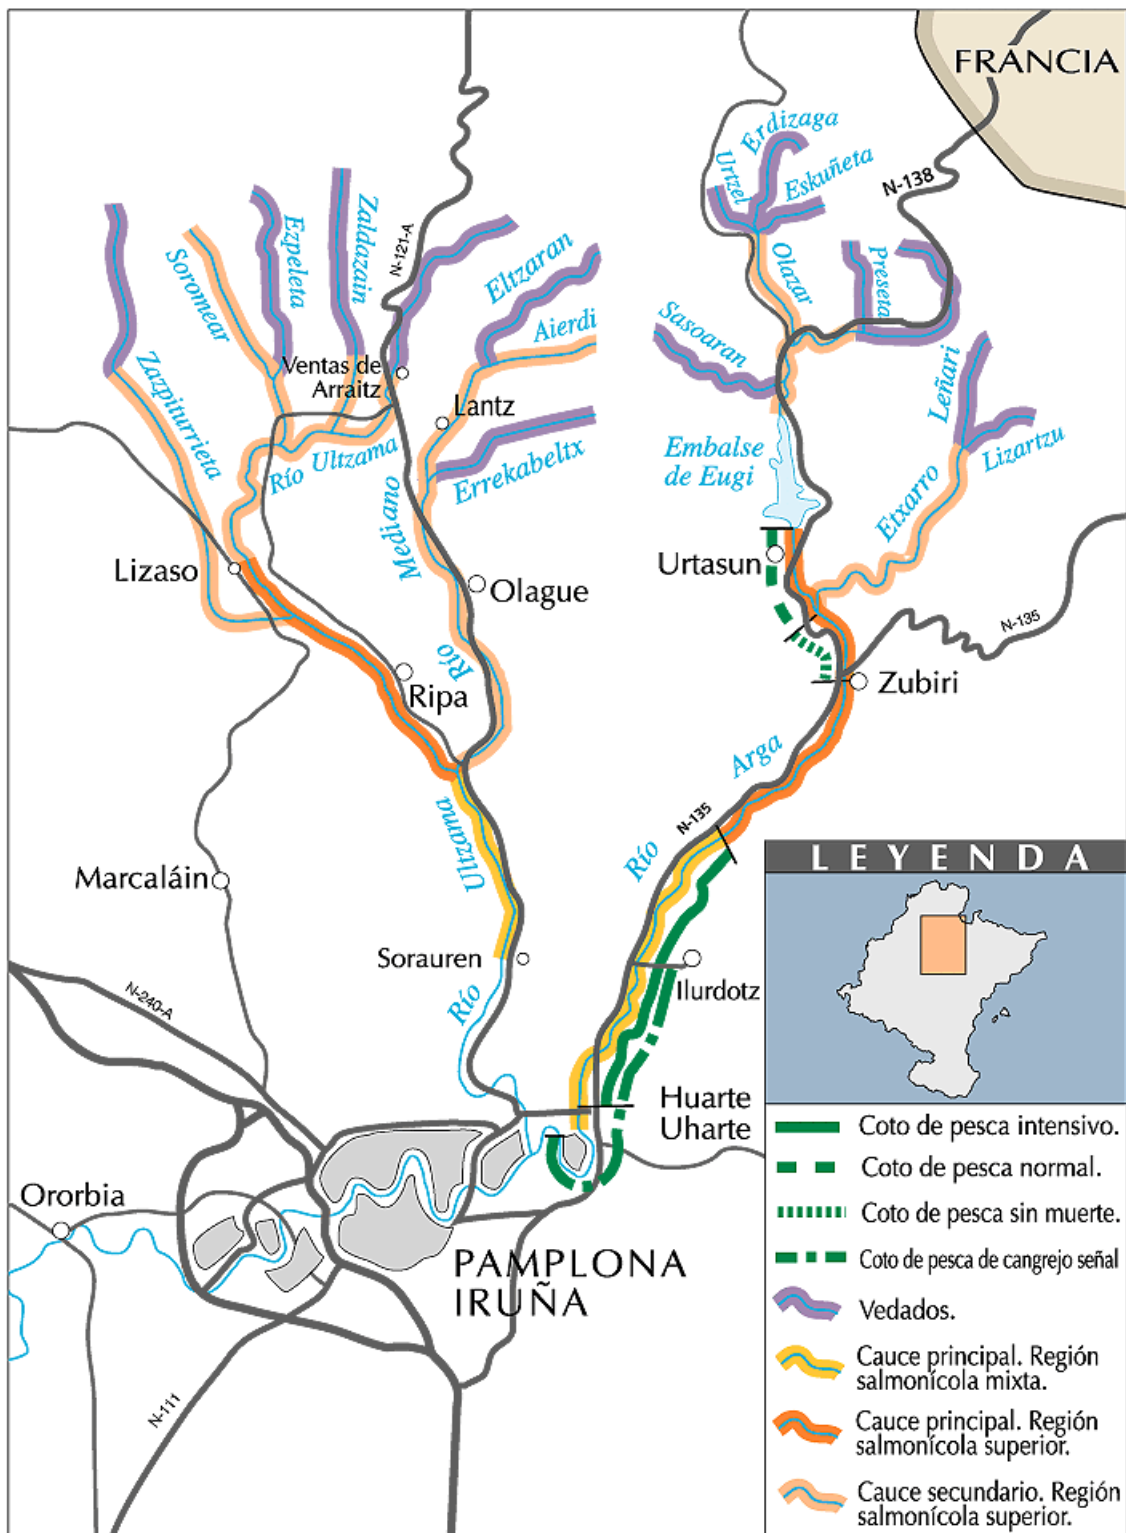 FRANCIA
Erdizaga
Urtzel
Eskuñeta
N-138
Zaldazain
Ezpeleta
Soromear
N-121-A
Eltzaran
Olazar
Preseta
Aierdi
Sasoaran
Ventas de
Arraitz
Zazpiturrieta
Leñari
Lantz
Río Ultzama
Errekabeltx
Embalse
de Eugi
Lizartzu
Etxarro
Mediano
Río
Lizaso
Urtasun
Olague
N-135
Ripa
Zubiri
Arga
Río
N-135
Ultzama
Río
LEYENDA
Marcaláin
Sorauren
Ilurdotz
N-240-A
Huarte
Uharte
Ororbia
PAMPLONA
IRUÑA
N-111
Coto de pesca intensivo.
Coto de pesca normal.
Coto de pesca sin muerte.
Coto de pesca de cangrejo señal
Vedados.
Cauce principal. Región
salmonícola mixta.
Cauce principal. Región
salmonícola superior.
Cauce secundario. Región
salmonícola superior.